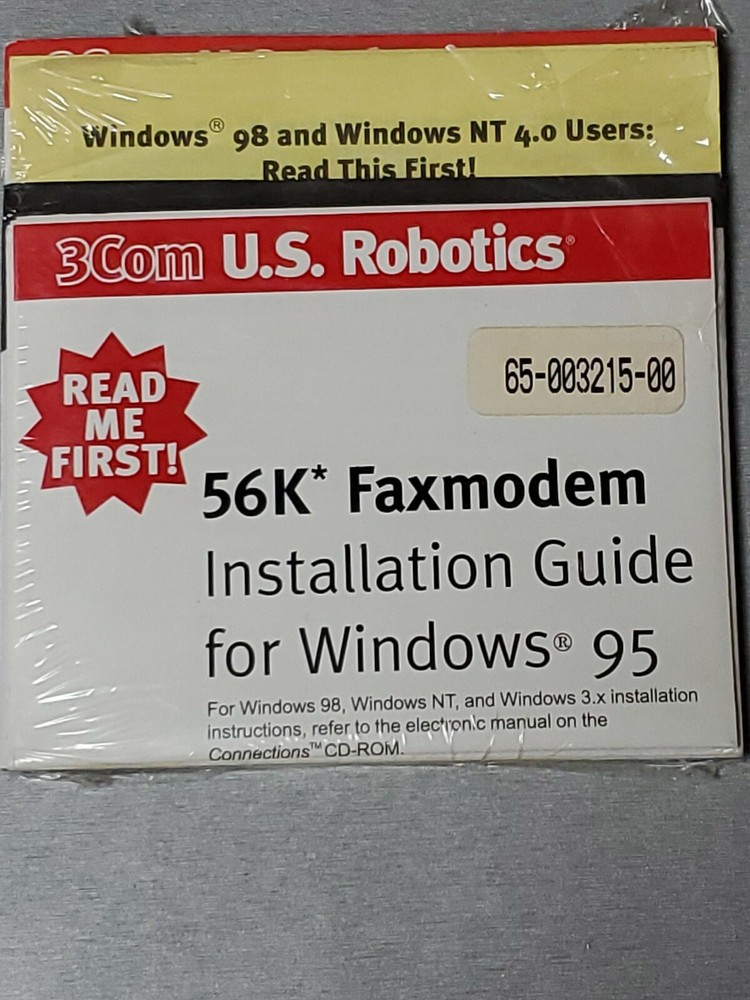 Windows® 98 and Windows NT 4.0 Users:
Read This First!
3Com U.S. Robotics®
65-003215-00
READ
ME
FIRST!
56K* Faxmodem
Installation Guide
for Windows® 95
For Windows 98, Windows NT, and Windows 3.x installation
instructions, refer to the electronic manual on the
Connections™ CD-ROM.